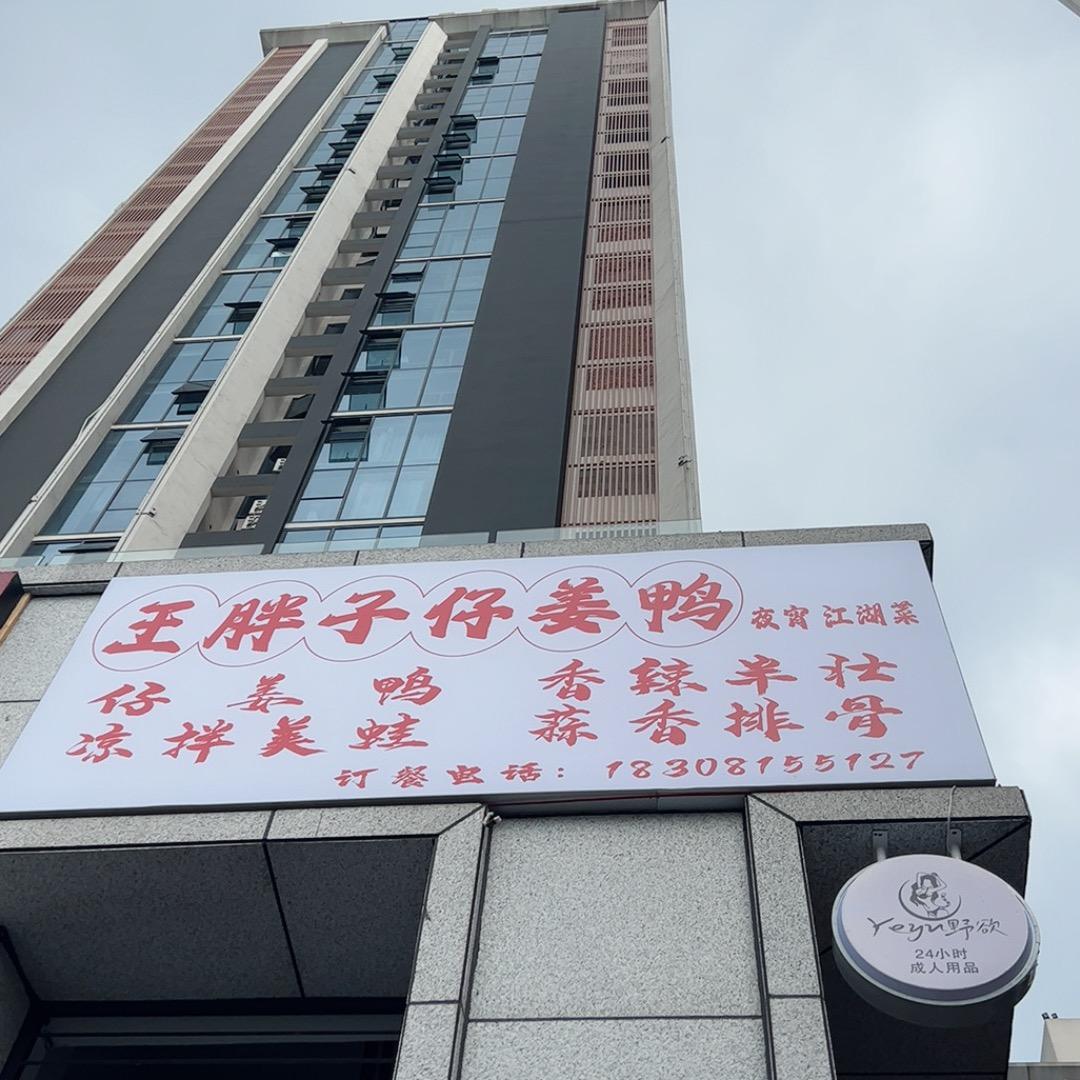 王胖子仔姜鸭 夜宵江湖菜
仔姜鸭 香辣羊壮
凉拌美蛙 蒜香排骨
订餐电话：18308155127
Yeyu野欲
24小时
成人用品